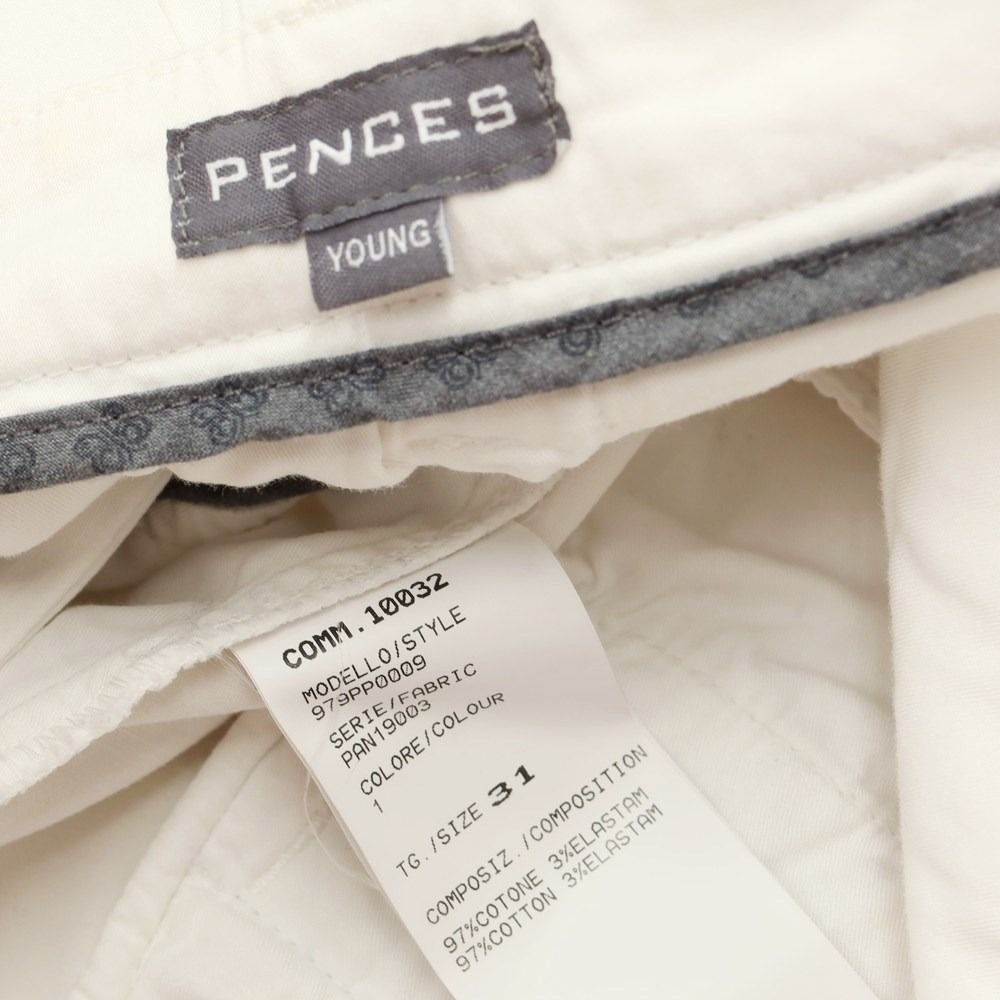 PENCES
YOUNG
COMM.10032
MODELLO/STYLE
979PP0009
SERIE/FABRIC
PAN19003
COLORE/COLOUR
1
TG./SIZE 31
COMPOSIZ./COMPOSITION
97%COTONE 3%ELASTAM
97%COTTON 3%ELASTAM